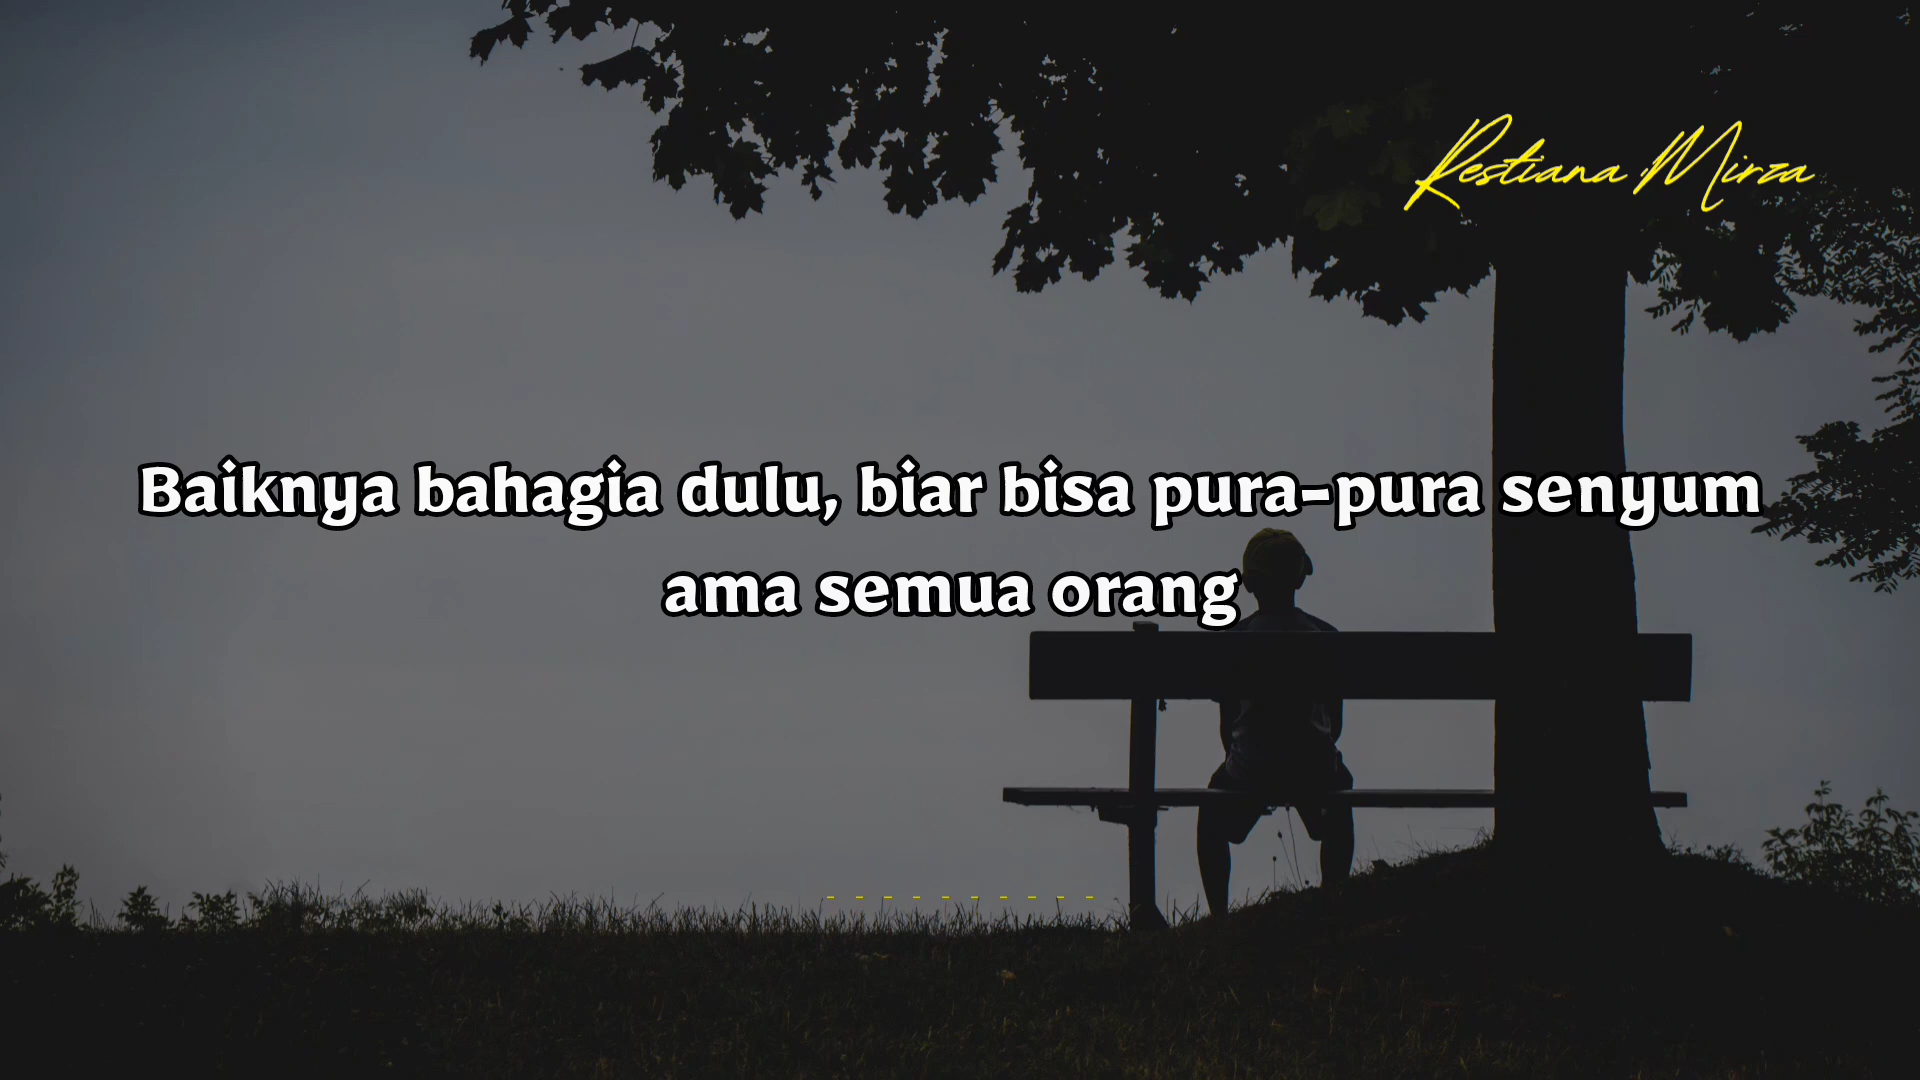 Restiana Mirza
Baiknya bahagia dulu, biar bisa pura-pura senyum
ama semua orang